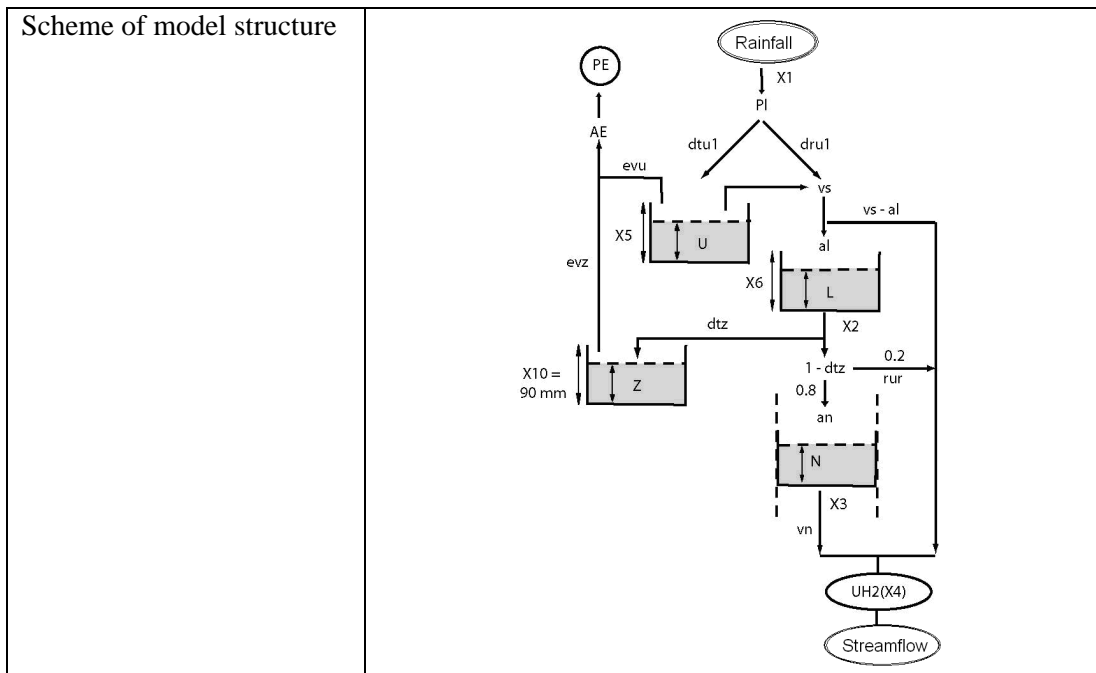 Scheme of model structure
Rainfall
PE
X1
Pl
AE
dtu1
dru1
evu
vs
vs - al
X5
U
al
evz
X6
L
dtz
X2
X10 =
90 mm
Z
1 - dtz
0.2
rur
0.8
an
N
X3
vn
UH2(X4)
Streamflow